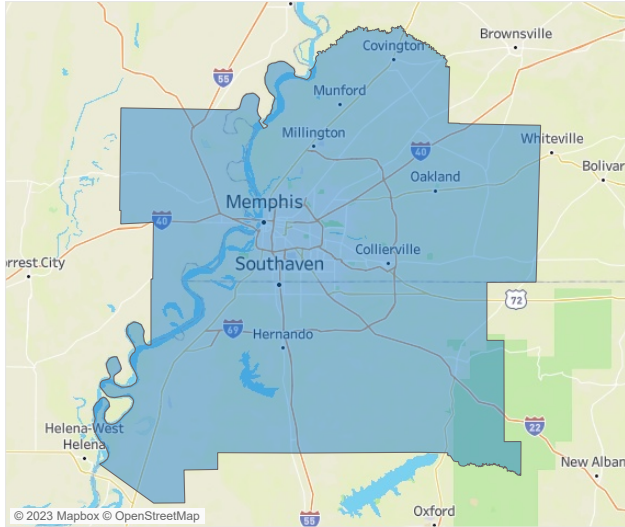 Covington
Brownsville
55
Munford
Millington
Whiteville
40
Bolivar
Oakland
Memphis
40
Collierville
rrest City
Southaven
72
69
Hernando
Helena-West
Helena
22
New Alban
Oxford
55
© 2023 Mapbox © OpenStreetMap